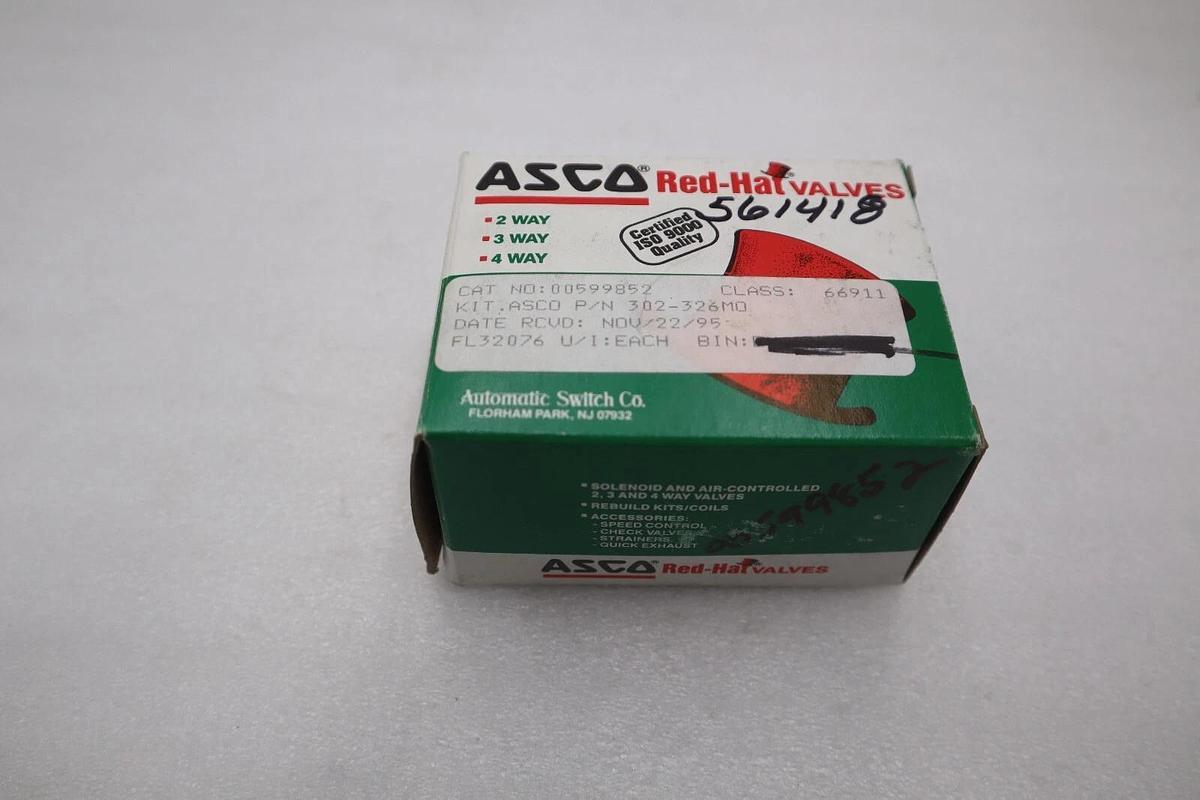 ASCO® Red-Hat® VALVES
561418
▪ 2 WAY
▪ 3 WAY
▪ 4 WAY
Certified
ISO 9000
Quality
CAT NO:00599852 CLASS: 66911
KIT.ASCO P/N 302-326MO
DATE RCVD: NOV/22/95
FL32076 U/I:EACH BIN:
Automatic Switch Co.
FLORHAM PARK, NJ 07932
▪ SOLENOID AND AIR-CONTROLLED
2, 3 AND 4 WAY VALVES
▪ REBUILD KITS/COILS
▪ ACCESSORIES:
- SPEED CONTROL
- CHECK VALVES
- STRAINERS
- QUICK EXHAUST
00599852
ASCO® Red-Hat® VALVES